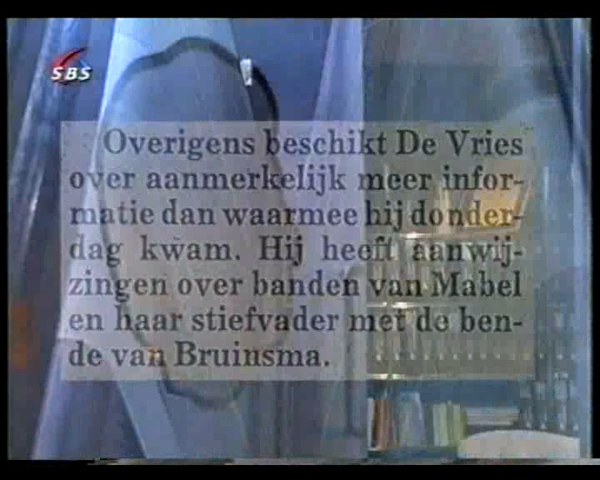 SBS
Overigens beschikt De Vries
over aanmerkelijk meer infor-
matie dan waarmee hij donder-
dag kwam. Hij heeft aanwij-
zingen over banden van Mabel
en haar stiefvader met de ben-
de van Bruinsma.